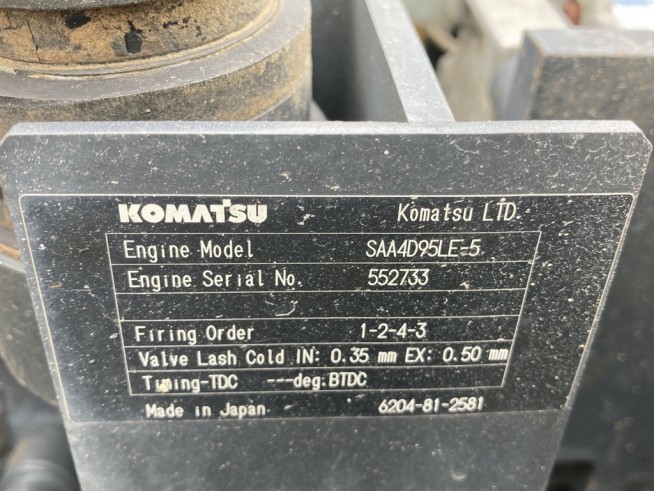 KOMATSU Komatsu LTD.
Engine Model SAA4D95LE-5
Engine Serial No. 552733
Firing Order 1-2-4-3
Valve Lash Cold IN: 0.35 mm EX: 0.50 mm
Timing-TDC ---deg.BTDC
Made in Japan 6204-81-2581